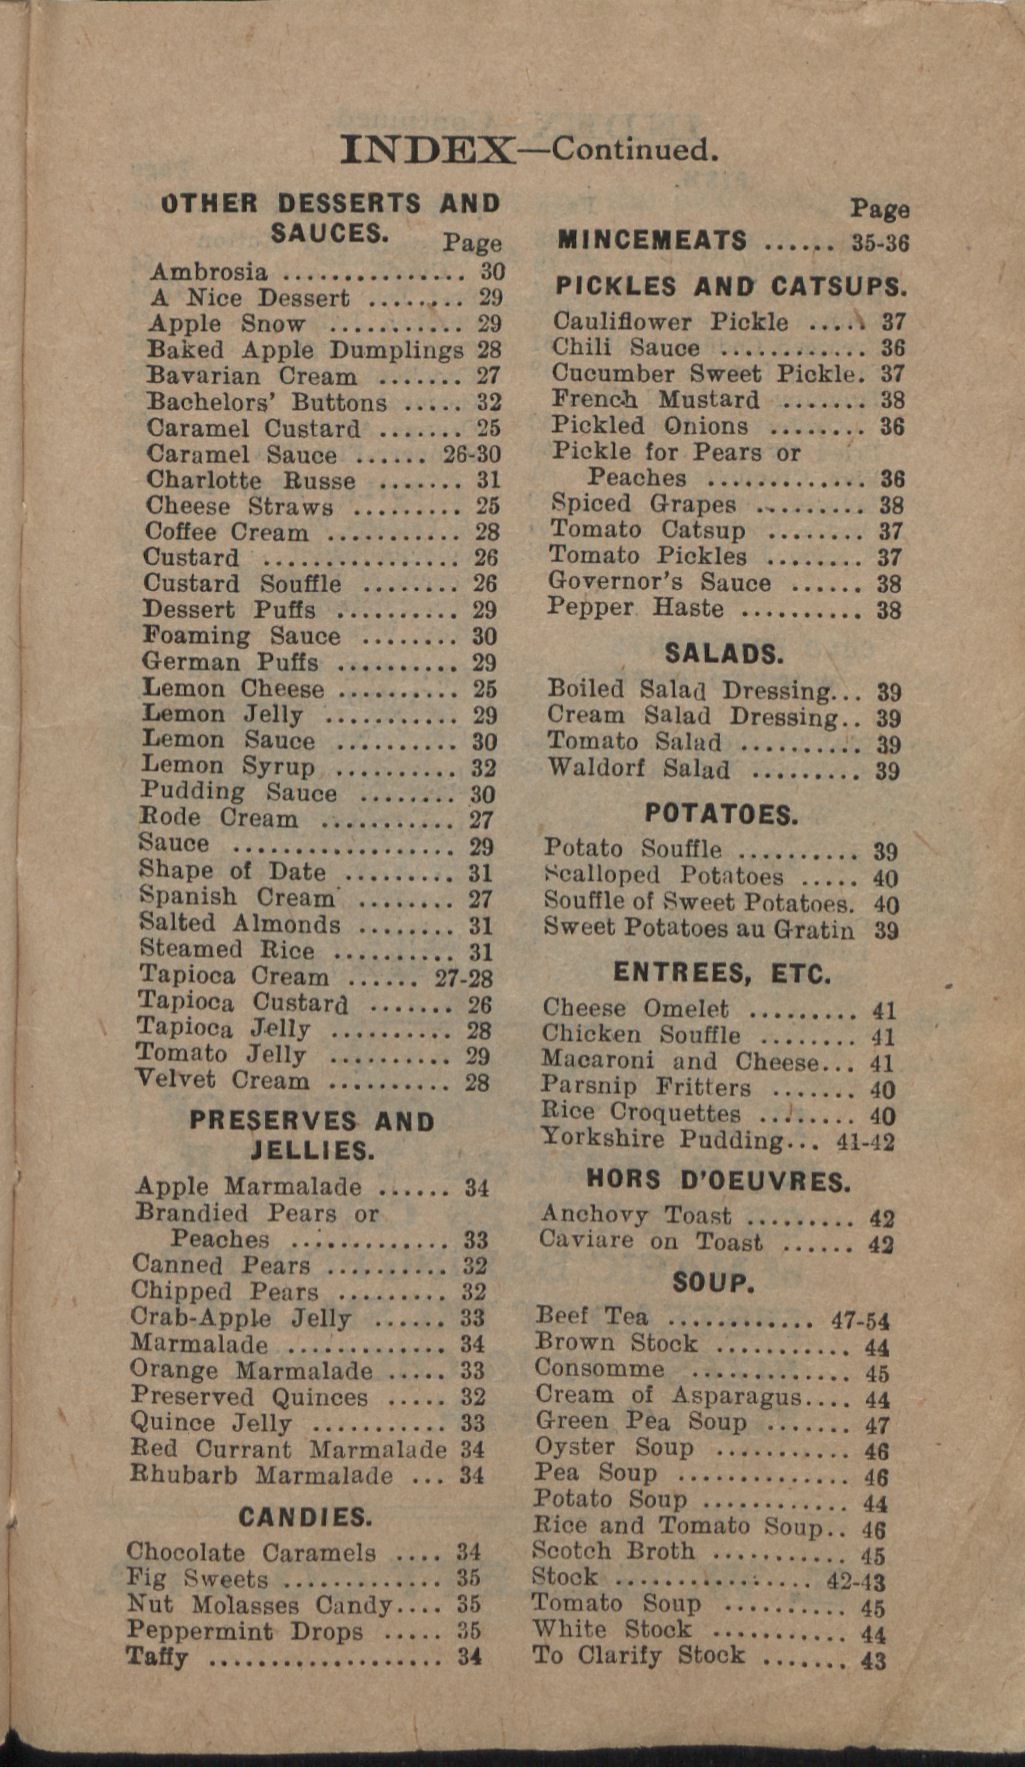 INDEX—Continued.
OTHER DESSERTS AND
SAUCES. Page
Ambrosia ............... 30
A Nice Dessert ........ 29
Apple Snow ........... 29
Baked Apple Dumplings 28
Bavarian Cream ....... 27
Bachelors' Buttons ..... 32
Caramel Custard ....... 25
Caramel Sauce ...... 26-30
Charlotte Russe ....... 31
Cheese Straws ......... 25
Coffee Cream ........... 28
Custard ................ 26
Custard Souffle ........ 26
Dessert Puffs .......... 29
Foaming Sauce ........ 30
German Puffs .......... 29
Lemon Cheese .......... 25
Lemon Jelly ........... 29
Lemon Sauce .......... 30
Lemon Syrup .......... 32
Pudding Sauce ........ 30
Rode Cream ........... 27
Sauce .................. 29
Shape of Date ......... 31
Spanish Cream ........ 27
Salted Almonds ........ 31
Steamed Rice .......... 31
Tapioca Cream ...... 27-28
Tapioca Custard ....... 26
Tapioca Jelly .......... 28
Tomato Jelly .......... 29
Velvet Cream .......... 28
PRESERVES AND
JELLIES.
Apple Marmalade ...... 34
Brandied Pears or
Peaches ............. 33
Canned Pears .......... 32
Chipped Pears ......... 32
Crab-Apple Jelly ...... 33
Marmalade ............. 34
Orange Marmalade ..... 33
Preserved Quinces ..... 32
Quince Jelly ........... 33
Red Currant Marmalade 34
Rhubarb Marmalade ... 34
CANDIES.
Chocolate Caramels .... 34
Fig Sweets ............. 35
Nut Molasses Candy.... 35
Peppermint Drops ..... 35
Taffy ................... 34
Page
MINCEMEATS ...... 35-36
PICKLES AND CATSUPS.
Cauliflower Pickle ..... 37
Chili Sauce ............ 36
Cucumber Sweet Pickle. 37
French Mustard ....... 38
Pickled Onions ........ 36
Pickle for Pears or
Peaches ............. 36
Spiced Grapes ......... 38
Tomato Catsup ........ 37
Tomato Pickles ........ 37
Governor's Sauce ...... 38
Pepper Haste .......... 38
SALADS.
Boiled Salad Dressing... 39
Cream Salad Dressing.. 39
Tomato Salad .......... 39
Waldorf Salad ......... 39
POTATOES.
Potato Souffle .......... 39
Scalloped Potatoes ..... 40
Souffle of Sweet Potatoes. 40
Sweet Potatoes au Gratin 39
ENTREES, ETC.
Cheese Omelet ......... 41
Chicken Souffle ........ 41
Macaroni and Cheese... 41
Parsnip Fritters ....... 40
Rice Croquettes ........ 40
Yorkshire Pudding... 41-42
HORS D'OEUVRES.
Anchovy Toast ......... 42
Caviare on Toast ...... 42
SOUP.
Beef Tea ............ 47-54
Brown Stock ........... 44
Consomme ............. 45
Cream of Asparagus.... 44
Green Pea Soup ....... 47
Oyster Soup ........... 46
Pea Soup .............. 46
Potato Soup ............ 44
Rice and Tomato Soup.. 46
Scotch Broth ........... 45
Stock ................ 42-43
Tomato Soup .......... 45
White Stock ........... 44
To Clarify Stock ....... 43